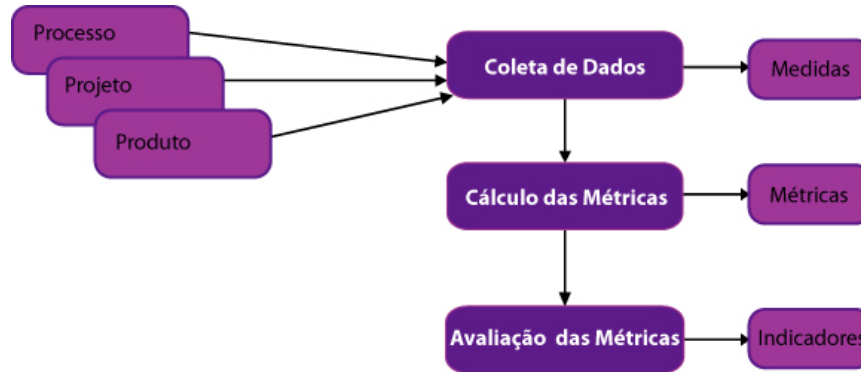 Processo
Projeto
Produto
Coleta de Dados
Medidas
Cálculo das Métricas
Métricas
Avaliação das Métricas
Indicadores